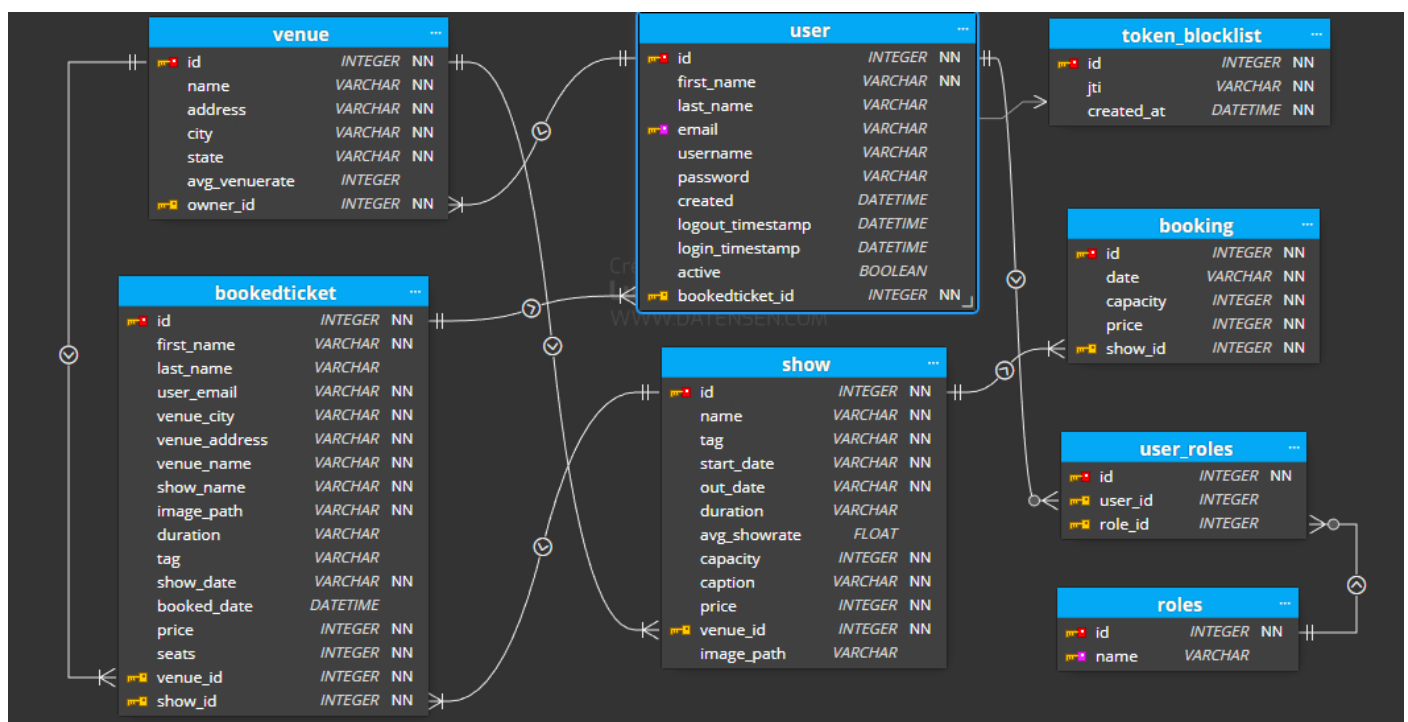 venue ...
id INTEGER NN
name VARCHAR NN
address VARCHAR NN
city VARCHAR NN
state VARCHAR NN
avg_venuerate INTEGER
owner_id INTEGER NN
user ...
id INTEGER NN
first_name VARCHAR NN
last_name VARCHAR
email VARCHAR
username VARCHAR
password VARCHAR
created DATETIME
logout_timestamp DATETIME
login_timestamp DATETIME
active BOOLEAN
bookedticket_id INTEGER NN
WWW.DATENSEN.COM
token_blocklist ...
id INTEGER NN
jti VARCHAR NN
created_at DATETIME NN
booking ...
id INTEGER NN
date VARCHAR NN
capacity INTEGER NN
price INTEGER NN
show_id INTEGER NN
bookedticket ...
id INTEGER NN
first_name VARCHAR NN
last_name VARCHAR
user_email VARCHAR NN
venue_city VARCHAR NN
venue_address VARCHAR NN
venue_name VARCHAR NN
show_name VARCHAR NN
image_path VARCHAR NN
duration VARCHAR
tag VARCHAR
show_date VARCHAR NN
booked_date DATETIME
price INTEGER NN
seats INTEGER NN
venue_id INTEGER NN
show_id INTEGER NN
show ...
id INTEGER NN
name VARCHAR NN
tag VARCHAR NN
start_date VARCHAR NN
out_date VARCHAR NN
duration VARCHAR
avg_showrate FLOAT
capacity INTEGER NN
caption VARCHAR NN
price INTEGER NN
venue_id INTEGER NN
image_path VARCHAR
user_roles ...
id INTEGER NN
user_id INTEGER
role_id INTEGER
roles ...
id INTEGER NN
name VARCHAR